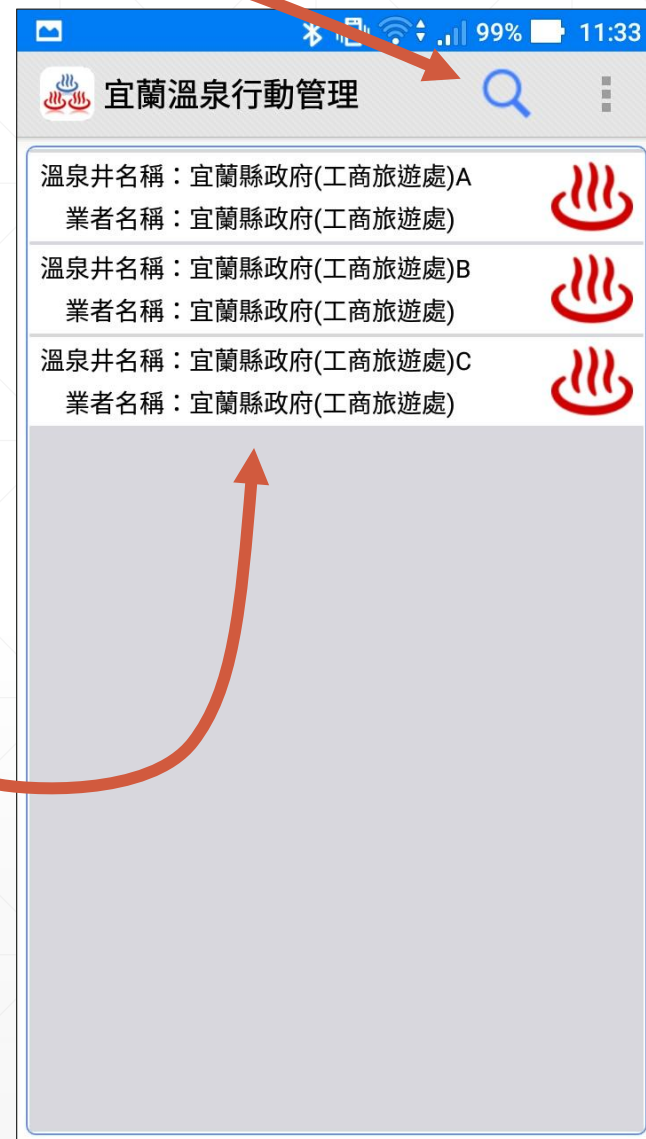 99% 11:33
宜蘭溫泉行動管理
溫泉井名稱：宜蘭縣政府(工商旅遊處)A
業者名稱：宜蘭縣政府(工商旅遊處)
溫泉井名稱：宜蘭縣政府(工商旅遊處)B
業者名稱：宜蘭縣政府(工商旅遊處)
溫泉井名稱：宜蘭縣政府(工商旅遊處)C
業者名稱：宜蘭縣政府(工商旅遊處)